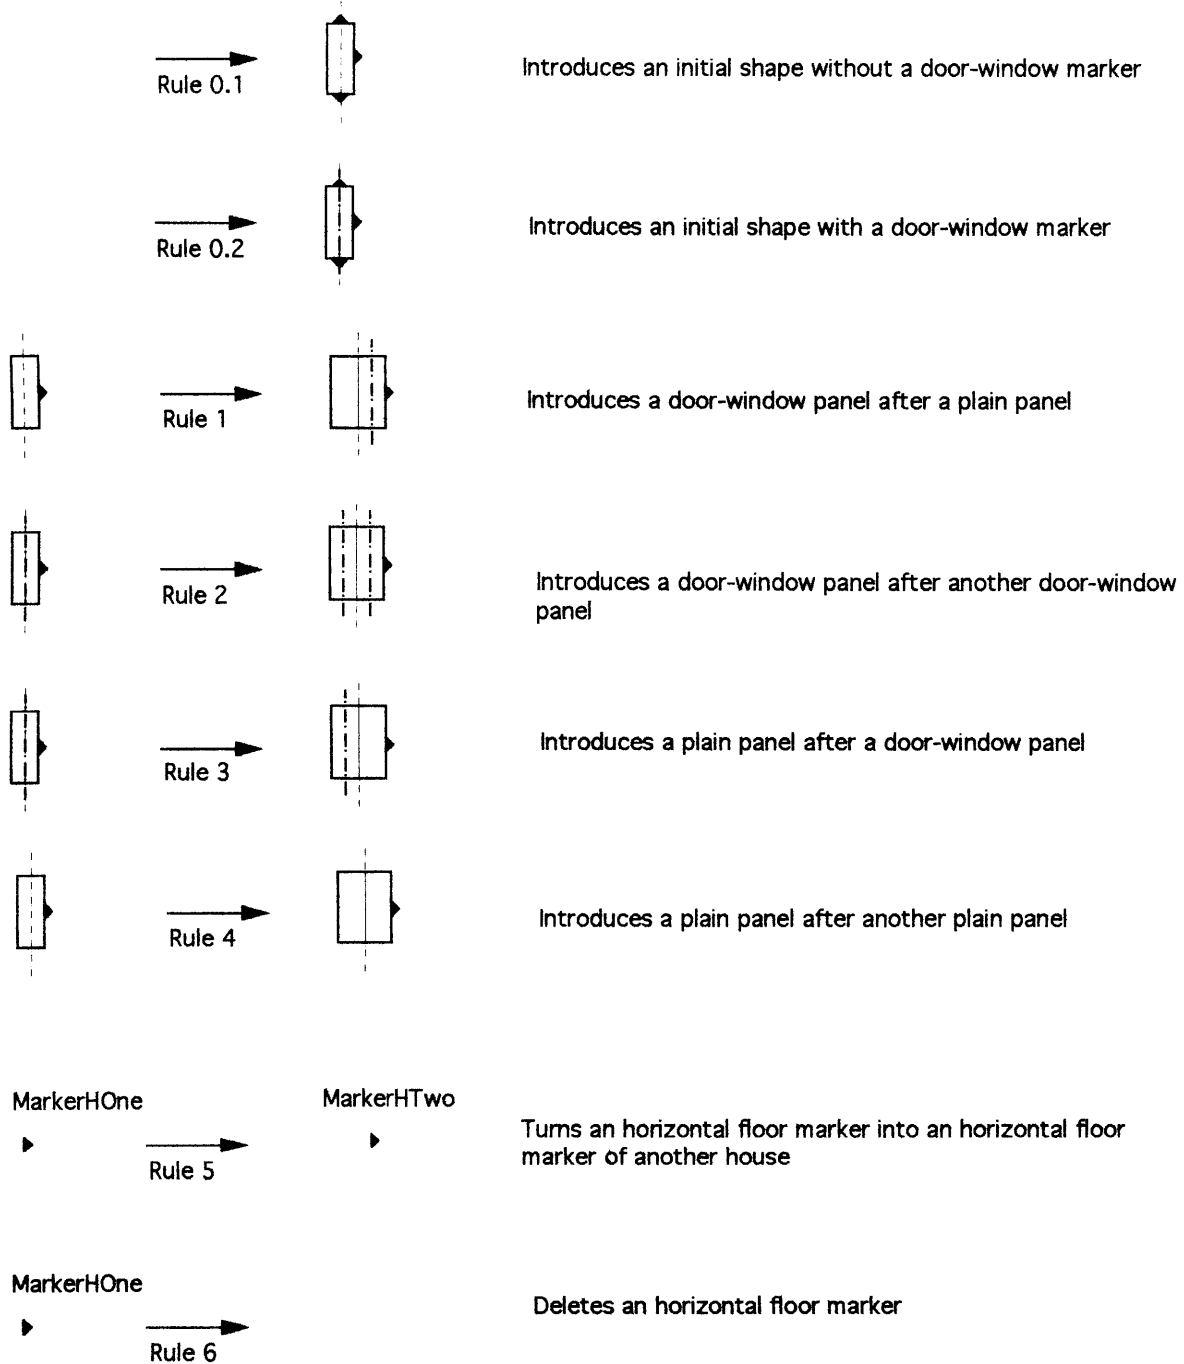 Rule 0.1
Introduces an initial shape without a door-window marker
Rule 0.2
Introduces an initial shape with a door-window marker
Rule 1
Introduces a door-window panel after a plain panel
Rule 2
Introduces a door-window panel after another door-window
panel
Rule 3
Introduces a plain panel after a door-window panel
Rule 4
Introduces a plain panel after another plain panel
MarkerHOne
MarkerHTwo
Rule 5
Turns an horizontal floor marker into an horizontal floor
marker of another house
MarkerHOne
Rule 6
Deletes an horizontal floor marker